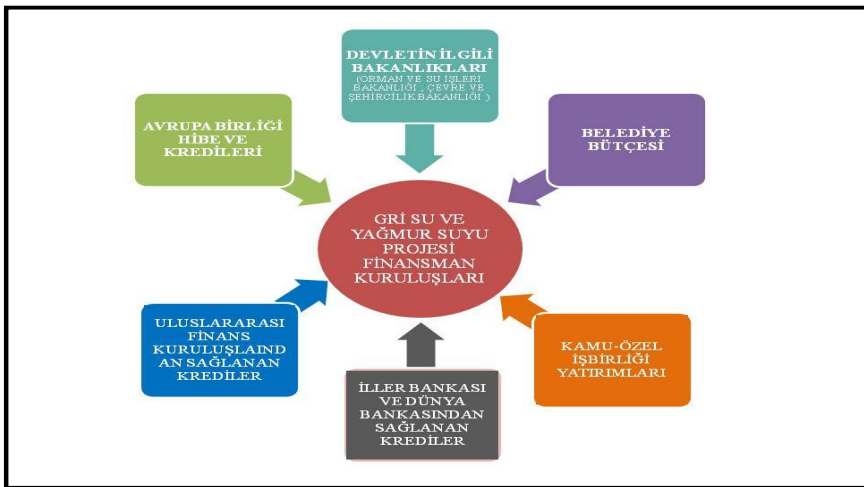 DEVLETİN İLGİLİ
BAKANLIKLARI
(ORMAN VE SU İŞLERİ
BAKANLIĞI , ÇEVRE VE
ŞEHİRCİLİK BAKANLIĞI )
AVRUPA BİRLİĞİ
HİBE VE
KREDİLERİ
BELEDİYE
BÜTÇESİ
GRİ SU VE
YAĞMUR SUYU
PROJESİ
FİNANSMAN
KURULUŞLARI
ULUSLARARASI
FİNANS
KURULUŞLAIND
AN SAĞLANAN
KREDİLER
KAMU-ÖZEL
İŞBİRLİĞİ
YATIRIMLARI
İLLER BANKASI
VE DÜNYA
BANKASINDAN
SAĞLANAN
KREDİLER